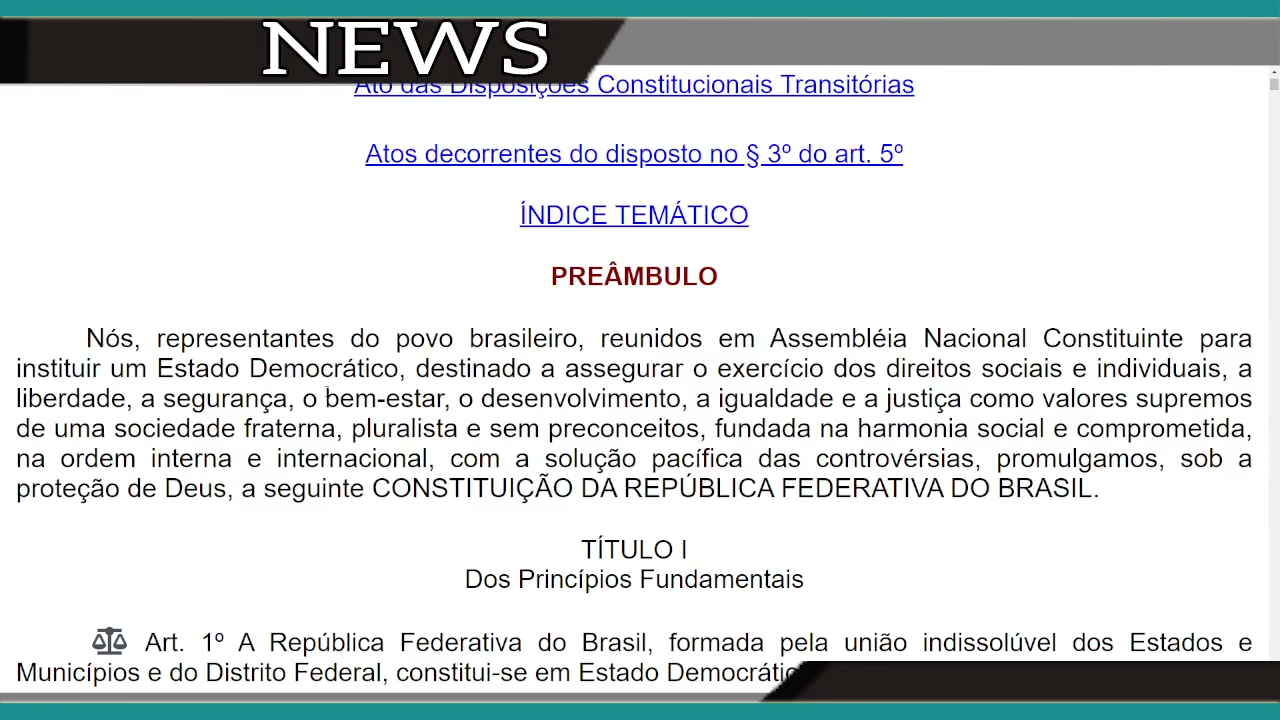 NEWS
Ato das Disposições Constitucionais Transitórias
Atos decorrentes do disposto no § 3º do art. 5º
ÍNDICE TEMÁTICO
PREÂMBULO
Nós, representantes do povo brasileiro, reunidos em Assembléia Nacional Constituinte para
instituir um Estado Democrático, destinado a assegurar o exercício dos direitos sociais e individuais, a
liberdade, a segurança, o bem-estar, o desenvolvimento, a igualdade e a justiça como valores supremos
de uma sociedade fraterna, pluralista e sem preconceitos, fundada na harmonia social e comprometida,
na ordem interna e internacional, com a solução pacífica das controvérsias, promulgamos, sob a
proteção de Deus, a seguinte CONSTITUIÇÃO DA REPÚBLICA FEDERATIVA DO BRASIL.
TÍTULO I
Dos Princípios Fundamentais
Art. 1º A República Federativa do Brasil, formada pela união indissolúvel dos Estados e
Municípios e do Distrito Federal, constitui-se em Estado